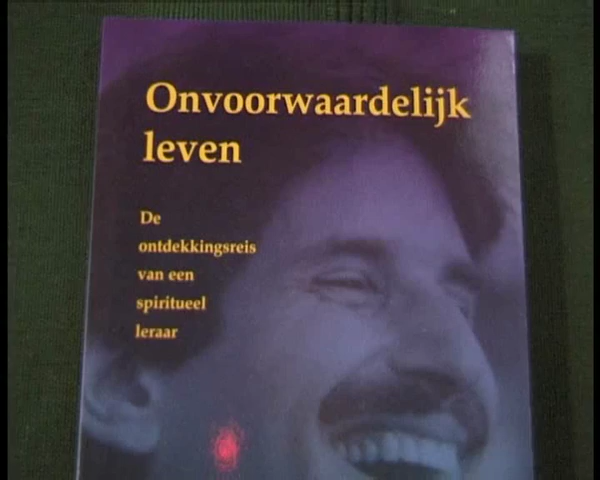 Onvoorwaardelijk
leven
De
ontdekkingsreis
van een
spiritueel
leraar